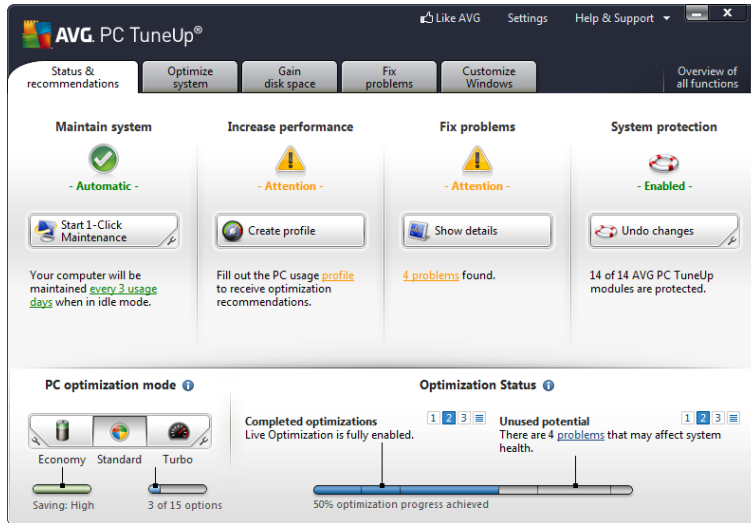 Like AVG Settings Help & Support
AVG. PC TuneUp®
Status & recommendations
Optimize system
Gain disk space
Fix problems
Customize Windows
Overview of all functions
Maintain system
- Automatic -
Start 1-Click
Maintenance
Your computer will be
maintained every 3 usage
days when in idle mode.
Increase performance
- Attention -
Create profile
Fill out the PC usage profile
to receive optimization
recommendations.
Fix problems
- Attention -
Show details
4 problems found.
System protection
- Enabled -
Undo changes
14 of 14 AVG PC TuneUp
modules are protected.
PC optimization mode
Economy Standard Turbo
Saving: High
3 of 15 options
Optimization Status
Completed optimizations 1 2 3
Live Optimization is fully enabled.
Unused potential 1 2 3
There are 4 problems that may affect system
health.
50% optimization progress achieved